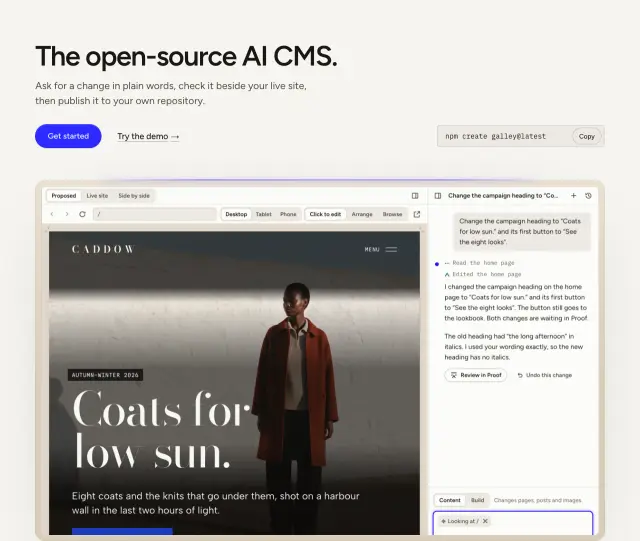 The open-source AI CMS.
Ask for a change in plain words, check it beside your live site,
then publish it to your own repository.
Get started
Try the demo →
npm create galley@latest
Copy
Proposed
Live site
Side by side
/
Desktop
Tablet
Phone
Click to edit
Arrange
Browse
CADDOW
MENU
AUTUMN-WINTER 2026
Coats for
low sun.
Eight coats and the knits that go under them, shot on a harbour
wall in the last two hours of light.
Change the campaign heading to “Co…
Change the campaign heading to “Coats
for low sun.” and its first button to “See
the eight looks”.
Read the home page
Edited the home page
I changed the campaign heading on the home
page to “Coats for low sun.” and its first button
to “See the eight looks”. The button still goes to
the lookbook. Both changes are waiting in Proof.
The old heading had “the long afternoon” in
italics. I used your wording exactly, so the new
heading has no italics.
Review in Proof
Undo this change
Content
Build
Changes pages, posts and images.
Looking at /